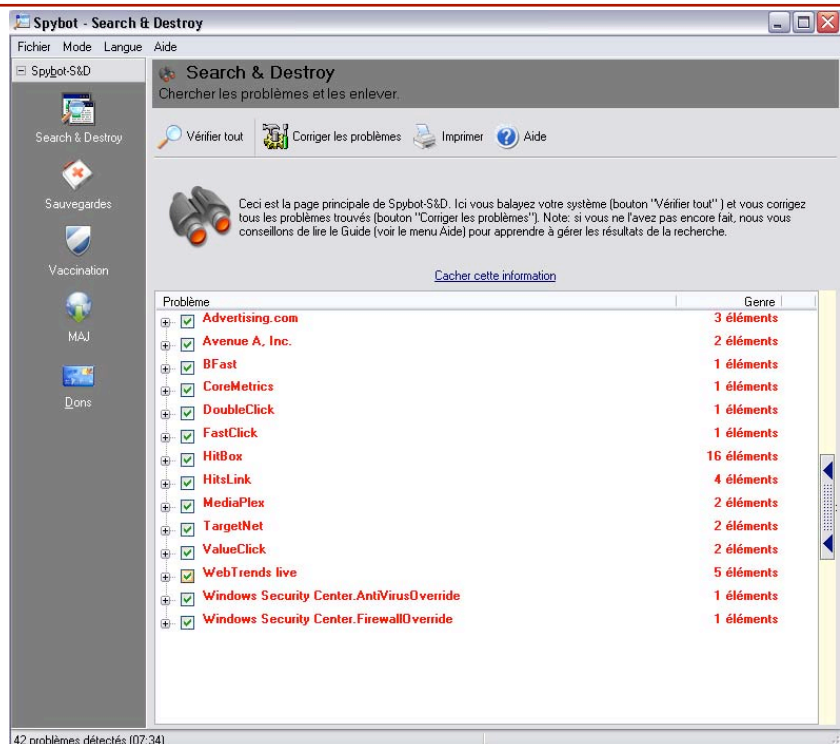 Spybot - Search & Destroy
Fichier Mode Langue Aide
Spybot-S&D
Search & Destroy
Sauvegardes
Vaccination
MAJ
Dons
Search & Destroy
Chercher les problèmes et les enlever.
Vérifier tout Corriger les problèmes Imprimer Aide
Ceci est la page principale de Spybot-S&D. Ici vous balayez votre système (bouton "Vérifier tout" ) et vous corrigez
tous les problèmes trouvés (bouton "Corriger les problèmes"). Note: si vous ne l'avez pas encore fait, nous vous
conseillons de lire le Guide (voir le menu Aide) pour apprendre à gérer les résultats de la recherche.
Cacher cette information
Problème Genre
Advertising.com 3 éléments
Avenue A, Inc. 2 éléments
BFast 1 éléments
CoreMetrics 1 éléments
DoubleClick 1 éléments
FastClick 1 éléments
HitBox 16 éléments
HitsLink 4 éléments
MediaPlex 2 éléments
TargetNet 2 éléments
ValueClick 2 éléments
WebTrends live 5 éléments
Windows Security Center.AntiVirusOverride 1 éléments
Windows Security Center.FirewallOverride 1 éléments
42 problèmes détectés (07:34)